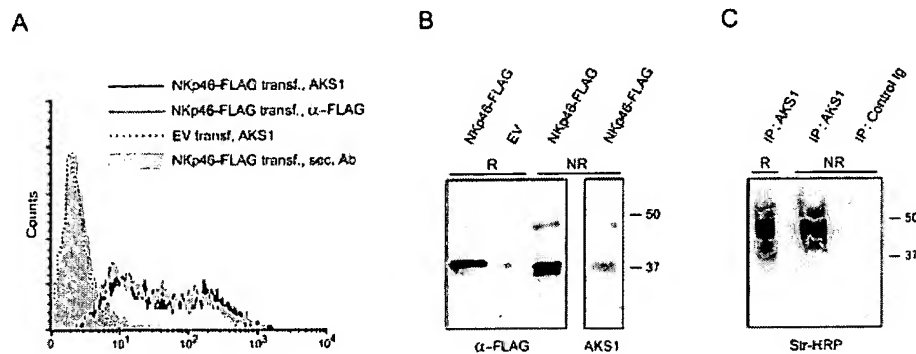 A
NKp46-FLAG transf., AKS1
NKp46-FLAG transf., α-FLAG
EV transf, AKS1
NKp46-FLAG transf., sec. Ab
Counts
0 10¹ 10² 10³ 10⁴
B
NKp46-FLAG
EV
NKp46-FLAG
NKp46-FLAG
R NR
50
37
α-FLAG AKS1
C
IP:AKS1
IP:AKS1
IP:Control Ig
R NR
50
37
Str-HRP